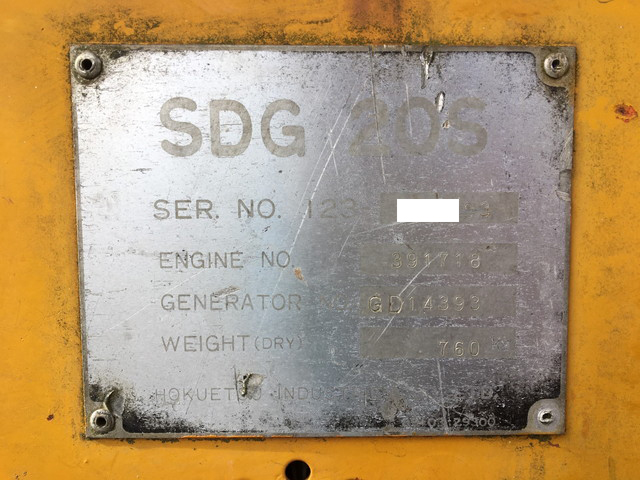 SDG 20S
SER. NO. 123
ENGINE NO. 391718
GENERATOR GD14393
WEIGHT(DRY) 760